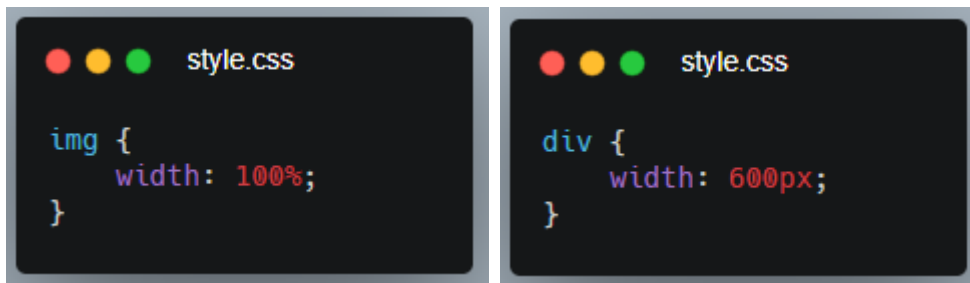 style.css
img {
    width: 100%;
}
style.css
div {
    width: 600px;
}